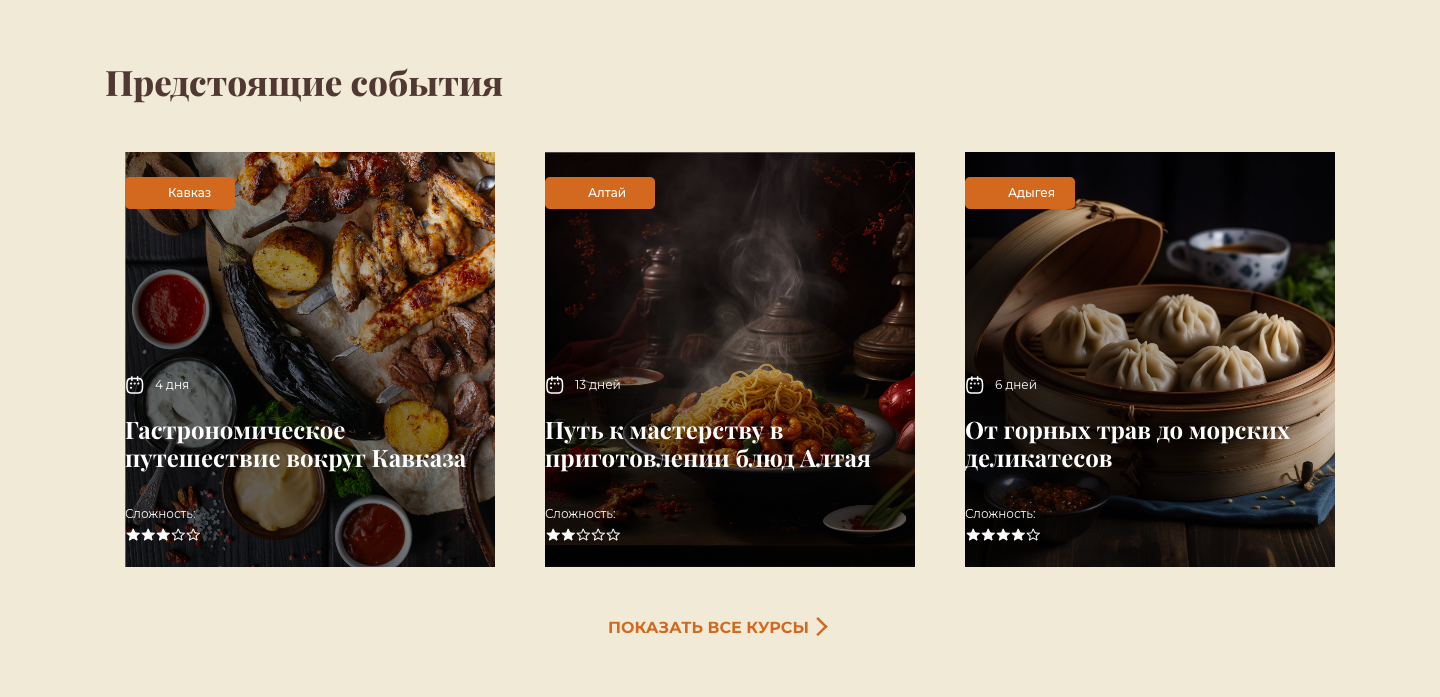 Предстоящие события
Кавказ
4 дня
Гастрономическое
путешествие вокруг Кавказа
Сложность:
Алтай
13 дней
Путь к мастерству в
приготовлении блюд Алтая
Сложность:
Адыгея
6 дней
От горных трав до морских
деликатесов
Сложность:
ПОКАЗАТЬ ВСЕ КУРСЫ